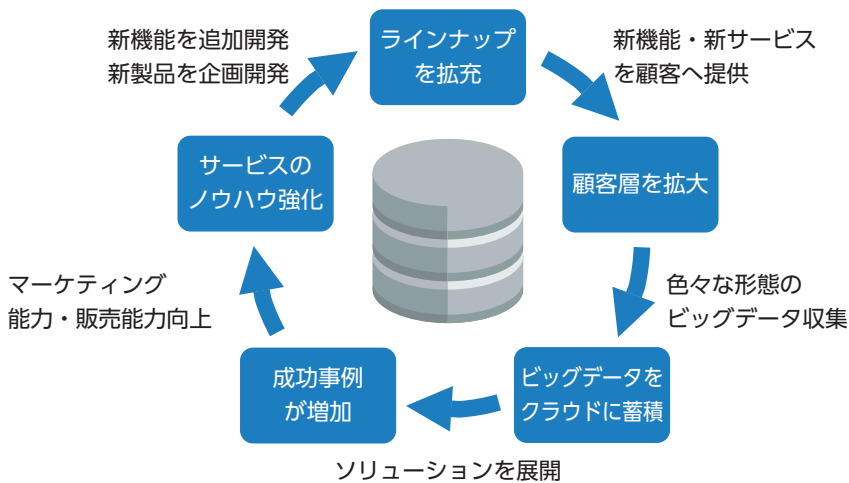 ラインナップ
を拡充
新機能・新サービス
を顧客へ提供
顧客層を拡大
色々な形態の
ビッグデータ収集
ビッグデータを
クラウドに蓄積
ソリューションを展開
成功事例
が増加
マーケティング
能力・販売能力向上
サービスの
ノウハウ強化
新機能を追加開発
新製品を企画開発